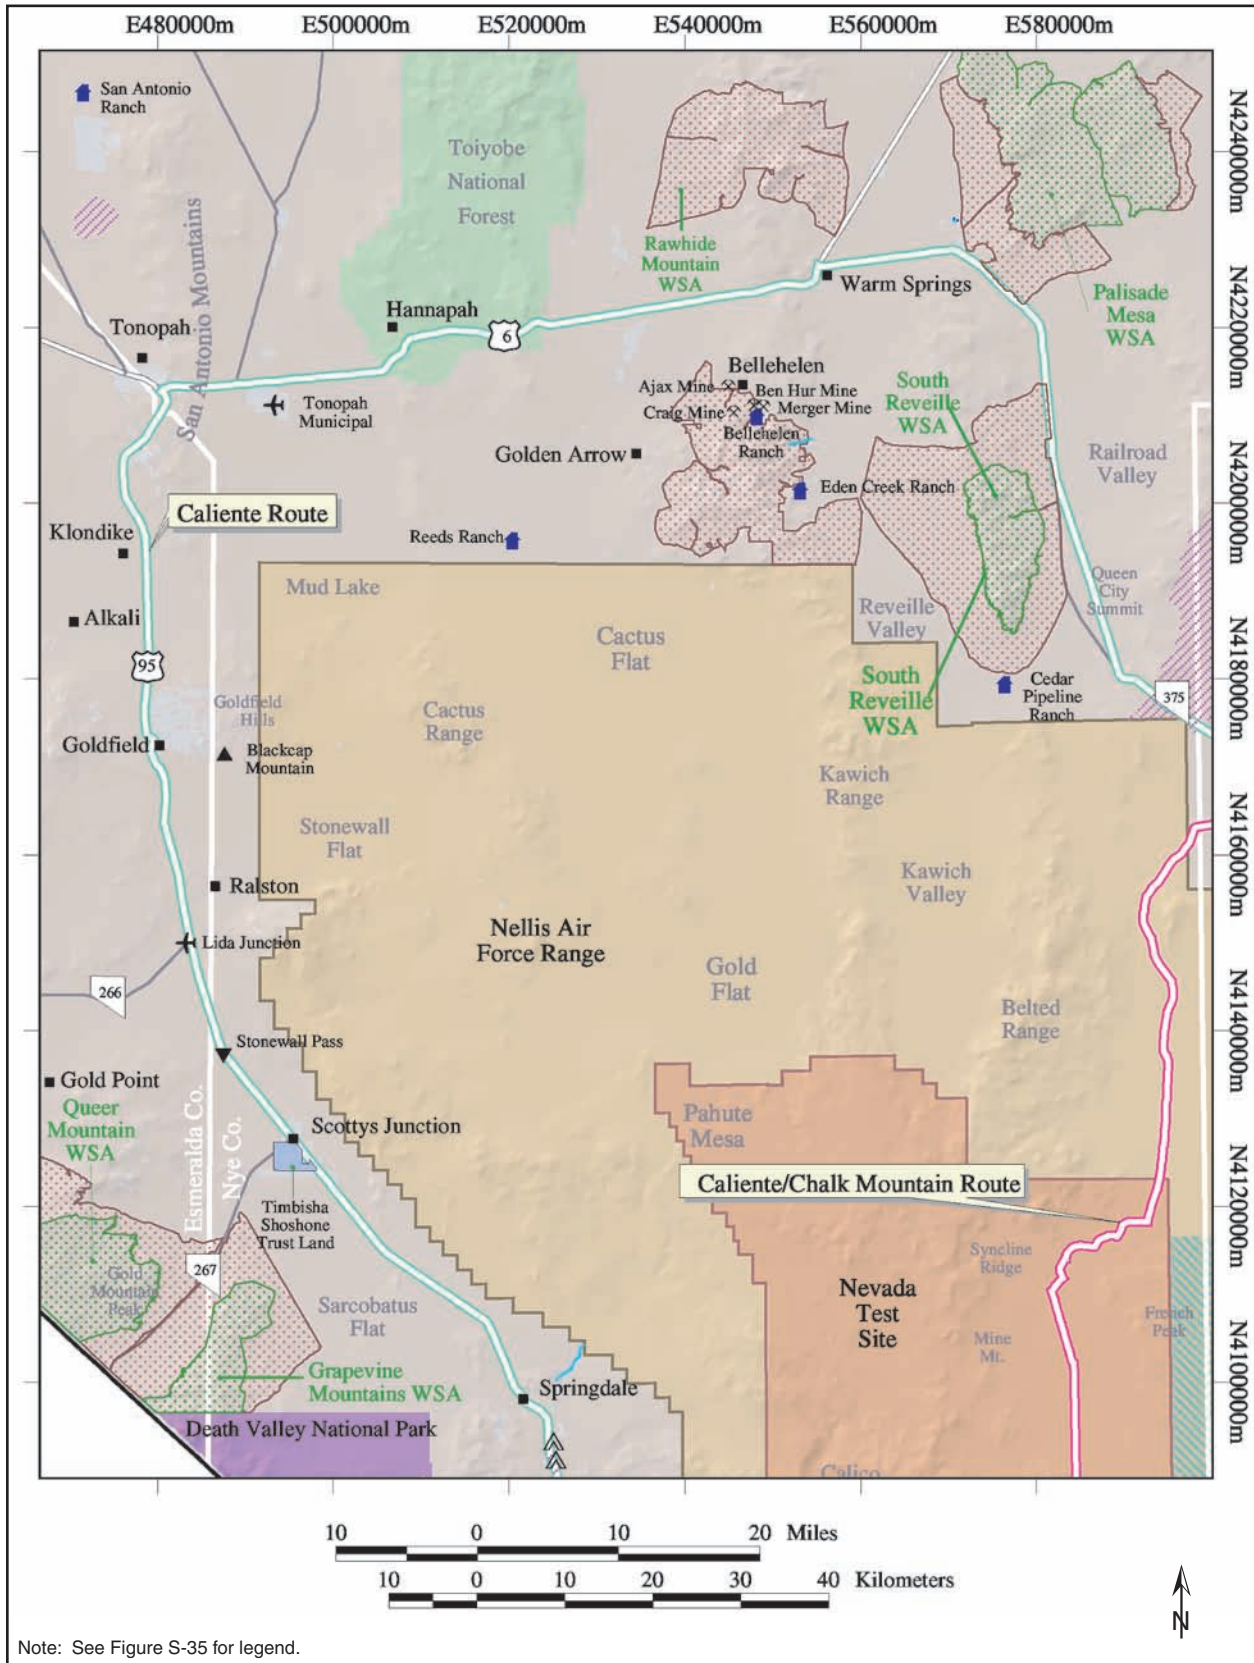 E480000m E500000m E520000m E540000m E560000m E580000m
San Antonio
Ranch
N4240000m
Toiyobe
National
Forest
San Antonio Mountains
Rawhide
Mountain
WSA
Warm Springs
Palisade
Mesa
WSA
N4220000m
Hannapah
Tonopah
6
Bellehelen
Ajax Mine
Ben Hur Mine
Craig Mine
Merger Mine
Bellehelen
Ranch
South
Reveille
WSA
Tonopah
Municipal
Golden Arrow
Railroad
Valley
Eden Creek Ranch
N4200000m
Caliente Route
Klondike
Reeds Ranch
Mud Lake
Queen
City
Summit
Reveille
Valley
Alkali
Cactus
Flat
95
N4180000m
South
Reveille
WSA
Cedar
Pipeline
Ranch
375
Goldfield
Hills
Cactus
Range
Goldfield
Blackcap
Mountain
Kawich
Range
Stonewall
Flat
N4160000m
Kawich
Valley
Ralston
Nellis Air
Force Range
Lida Junction
Gold
Flat
266
Belted
Range
N4140000m
Stonewall Pass
Gold Point
Queer
Mountain
WSA
Esmeralda Co.
Nye Co.
Scottys Junction
Pahute
Mesa
Caliente/Chalk Mountain Route
N4120000m
Timbisha
Shoshone
Trust Land
Syncline
Ridge
267
Gold
Mountain
Peak
Nevada
Test
Site
Sarcobatus
Flat
French
Peak
Mine
Mt.
N4100000m
Grapevine
Mountains WSA
Springdale
Death Valley National Park
Calico
10 0 10 20 Miles
10 0 10 20 30 40 Kilometers
N
Note: See Figure S-35 for legend.